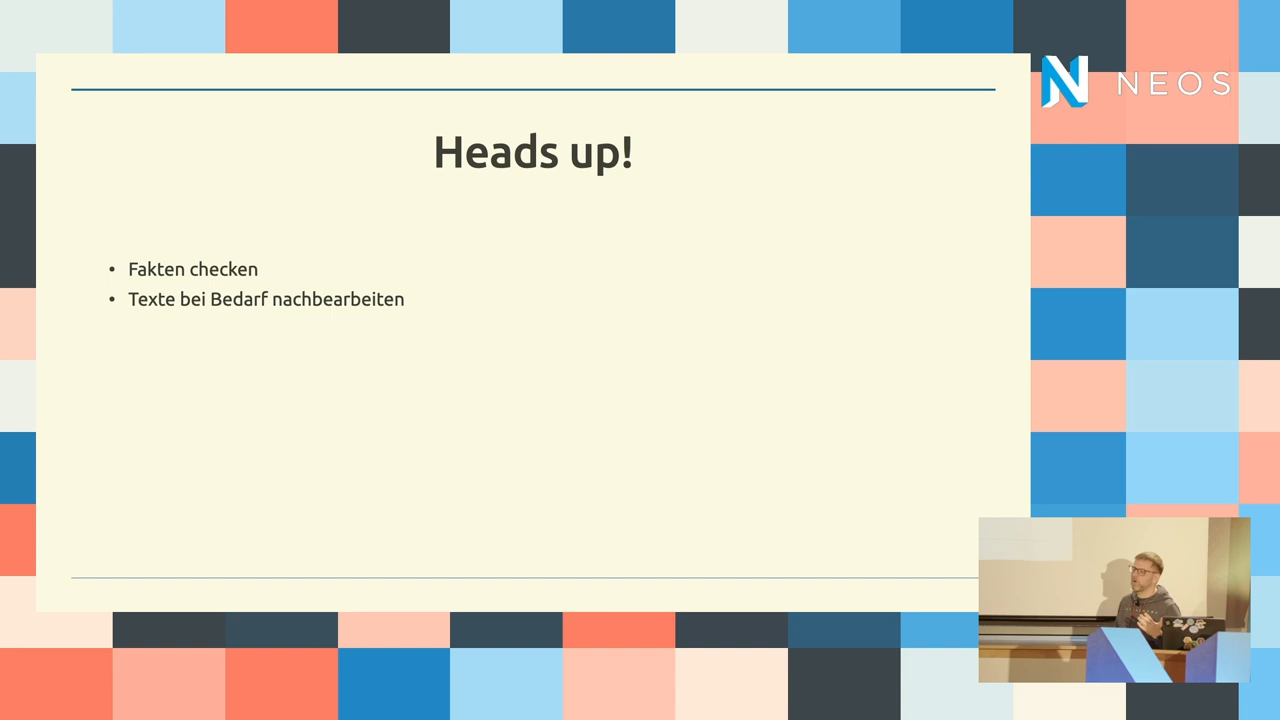 NEOS
Heads up!
• Fakten checken
• Texte bei Bedarf nachbearbeiten